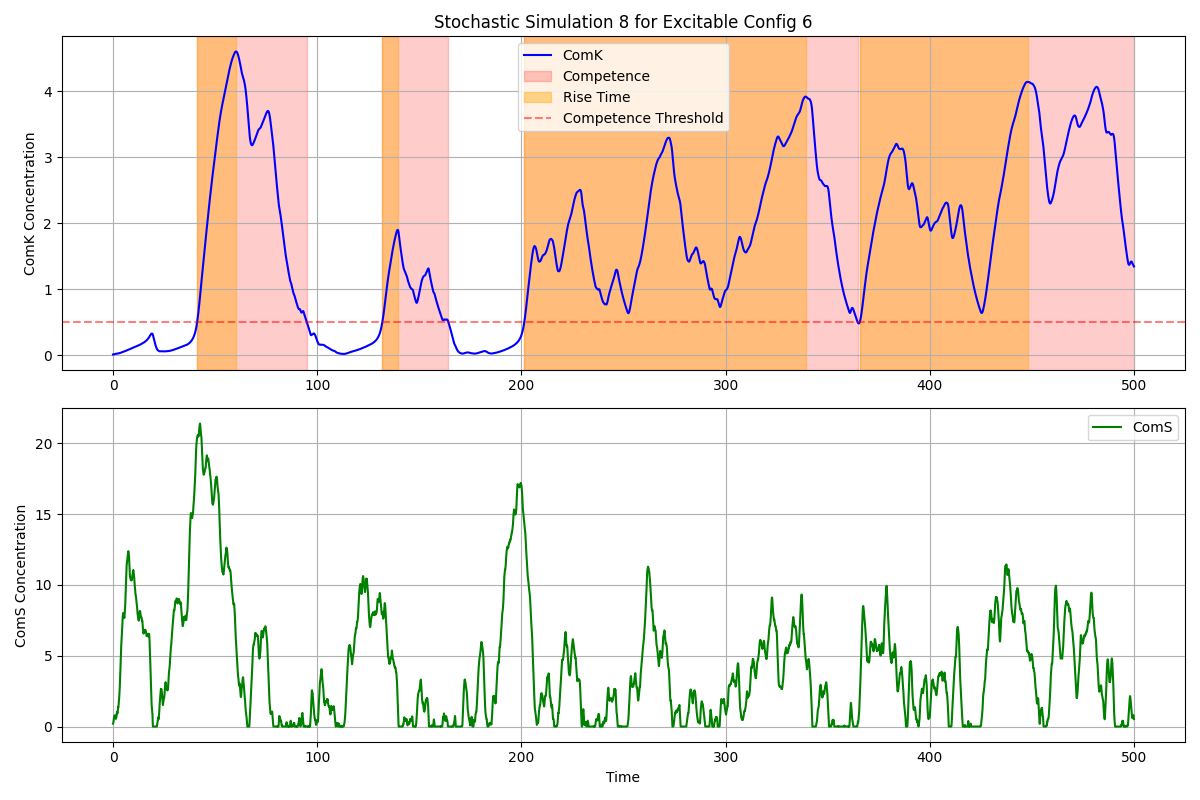 Stochastic Simulation 8 for Excitable Config 6
ComK Concentration
4
3
2
1
0
ComK
Competence
Rise Time
Competence Threshold
0 100 200 300 400 500
ComS Concentration
20
15
10
5
0
ComS
0 100 200 300 400 500
Time